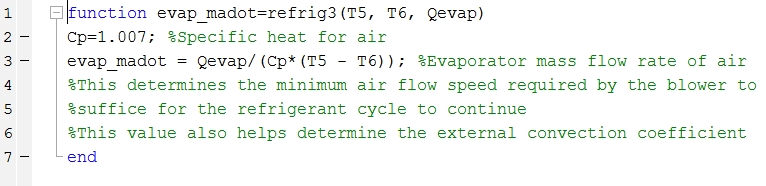 1 function evap_madot=refrig3(T5, T6, Qevap)
2 - Cp=1.007; %Specific heat for air
3 - evap_madot = Qevap/(Cp*(T5 - T6)); %Evaporator mass flow rate of air
4 %This determines the minimum air flow speed required by the blower to
5 %suffice for the refrigerant cycle to continue
6 %This value also helps determine the external convection coefficient
7 - end